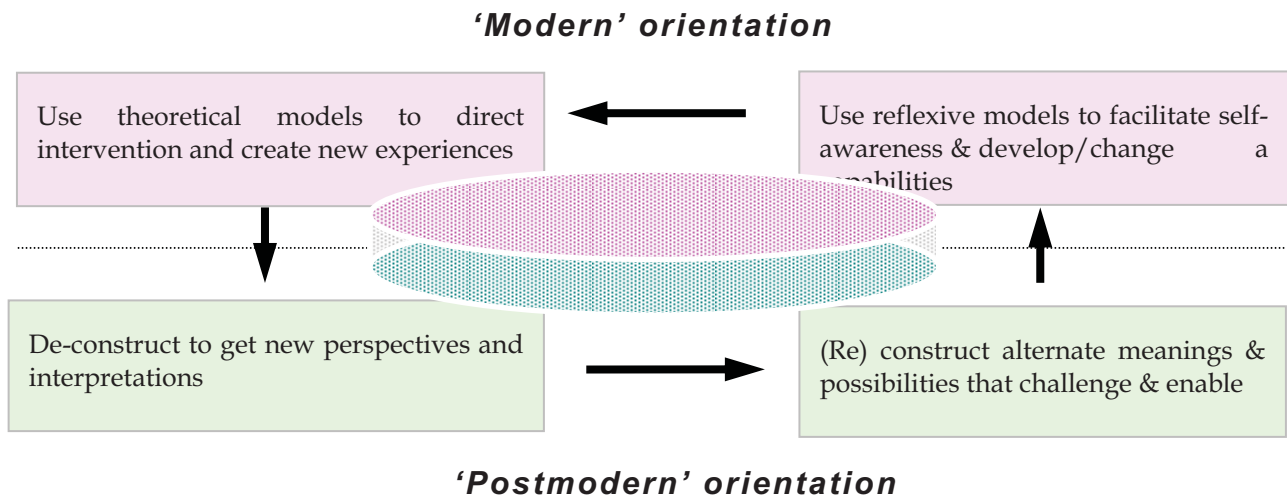 ‘Modern’ orientation
Use theoretical models to direct
intervention and create new experiences
Use reflexive models to facilitate self-
awareness & develop/change a
capabilities
De-construct to get new perspectives and
interpretations
(Re) construct alternate meanings &
possibilities that challenge & enable
‘Postmodern’ orientation